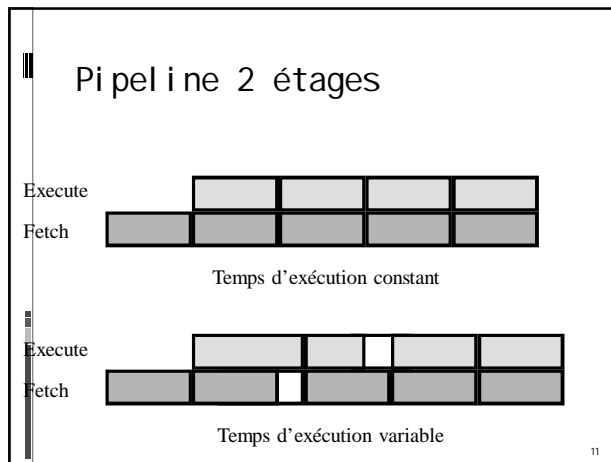 Pipeline 2 étages
Execute
Fetch
Temps d'exécution constant
Execute
Fetch
Temps d'exécution variable
11